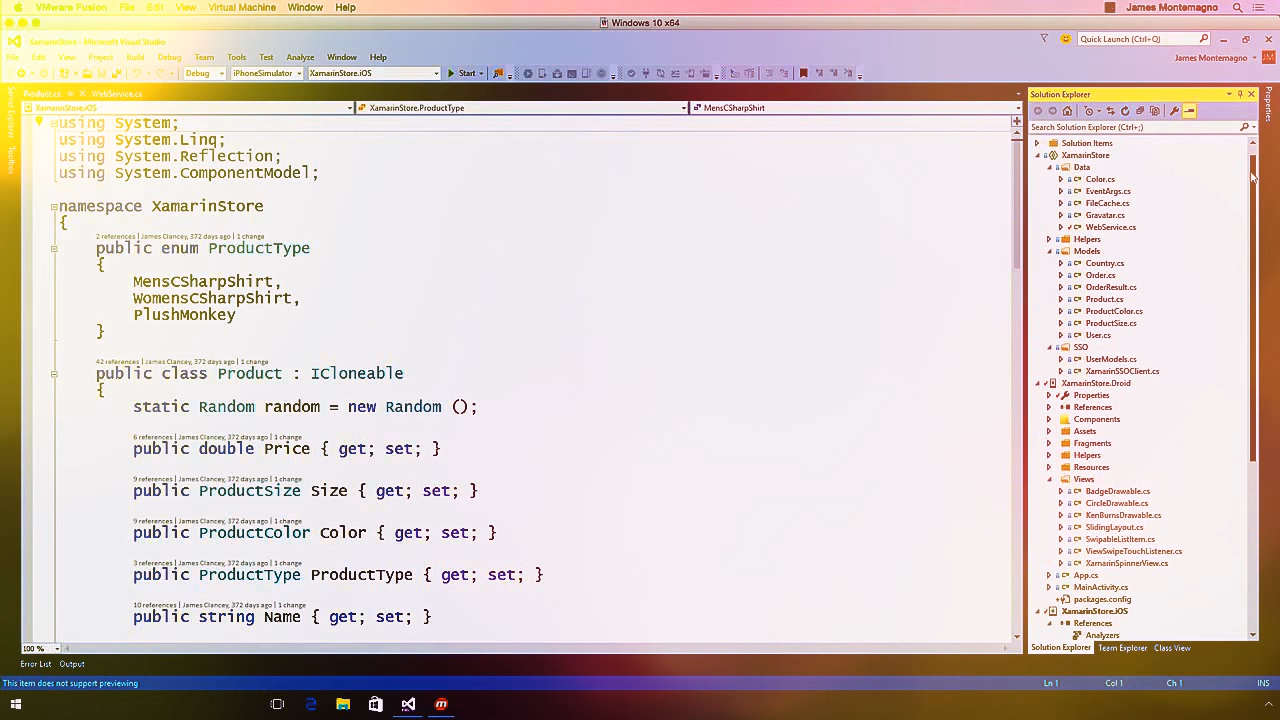 VMware Fusion File Edit View Virtual Machine Window Help James Montemagno
Windows 10 x64
XamarinStore - Microsoft Visual Studio Quick Launch (Ctrl+Q)
File Edit View Project Build Debug Team Tools Test Analyze Window Help James Montemagno JM
Debug iPhoneSimulator XamarinStore.iOS Start
Server Explorer
Toolbox
Product.cs WebService.cs
XamarinStore.iOS XamarinStore.ProductType MensCSharpShirt
using System;
using System.Linq;
using System.Reflection;
using System.ComponentModel;
namespace XamarinStore
{
2 references | James Clancey, 372 days ago | 1 change
public enum ProductType
{
MensCSharpShirt,
WomensCSharpShirt,
PlushMonkey
}
42 references | James Clancey, 372 days ago | 1 change
public class Product : ICloneable
{
static Random random = new Random ();
6 references | James Clancey, 372 days ago | 1 change
public double Price { get; set; }
9 references | James Clancey, 372 days ago | 1 change
public ProductSize Size { get; set; }
9 references | James Clancey, 372 days ago | 1 change
public ProductColor Color { get; set; }
3 references | James Clancey, 372 days ago | 1 change
public ProductType ProductType { get; set; }
10 references | James Clancey, 372 days ago | 1 change
public string Name { get; set; }
100 %
Error List Output
Solution Explorer
Search Solution Explorer (Ctrl+;)
Solution Items
XamarinStore
Data
Color.cs
EventArgs.cs
FileCache.cs
Gravatar.cs
WebService.cs
Helpers
Models
Country.cs
Order.cs
OrderResult.cs
Product.cs
ProductColor.cs
ProductSize.cs
User.cs
SSO
UserModels.cs
XamarinSSOClient.cs
XamarinStore.Droid
Properties
References
Components
Assets
Fragments
Helpers
Resources
Views
BadgeDrawable.cs
CircleDrawable.cs
KenBurnsDrawable.cs
SlidingLayout.cs
SwipableListItem.cs
ViewSwipeTouchListener.cs
XamarinSpinnerView.cs
App.cs
MainActivity.cs
packages.config
XamarinStore.iOS
References
Analyzers
Solution Explorer Team Explorer Class View
Properties
This item does not support previewing Ln 1 Col 1 Ch 1 INS